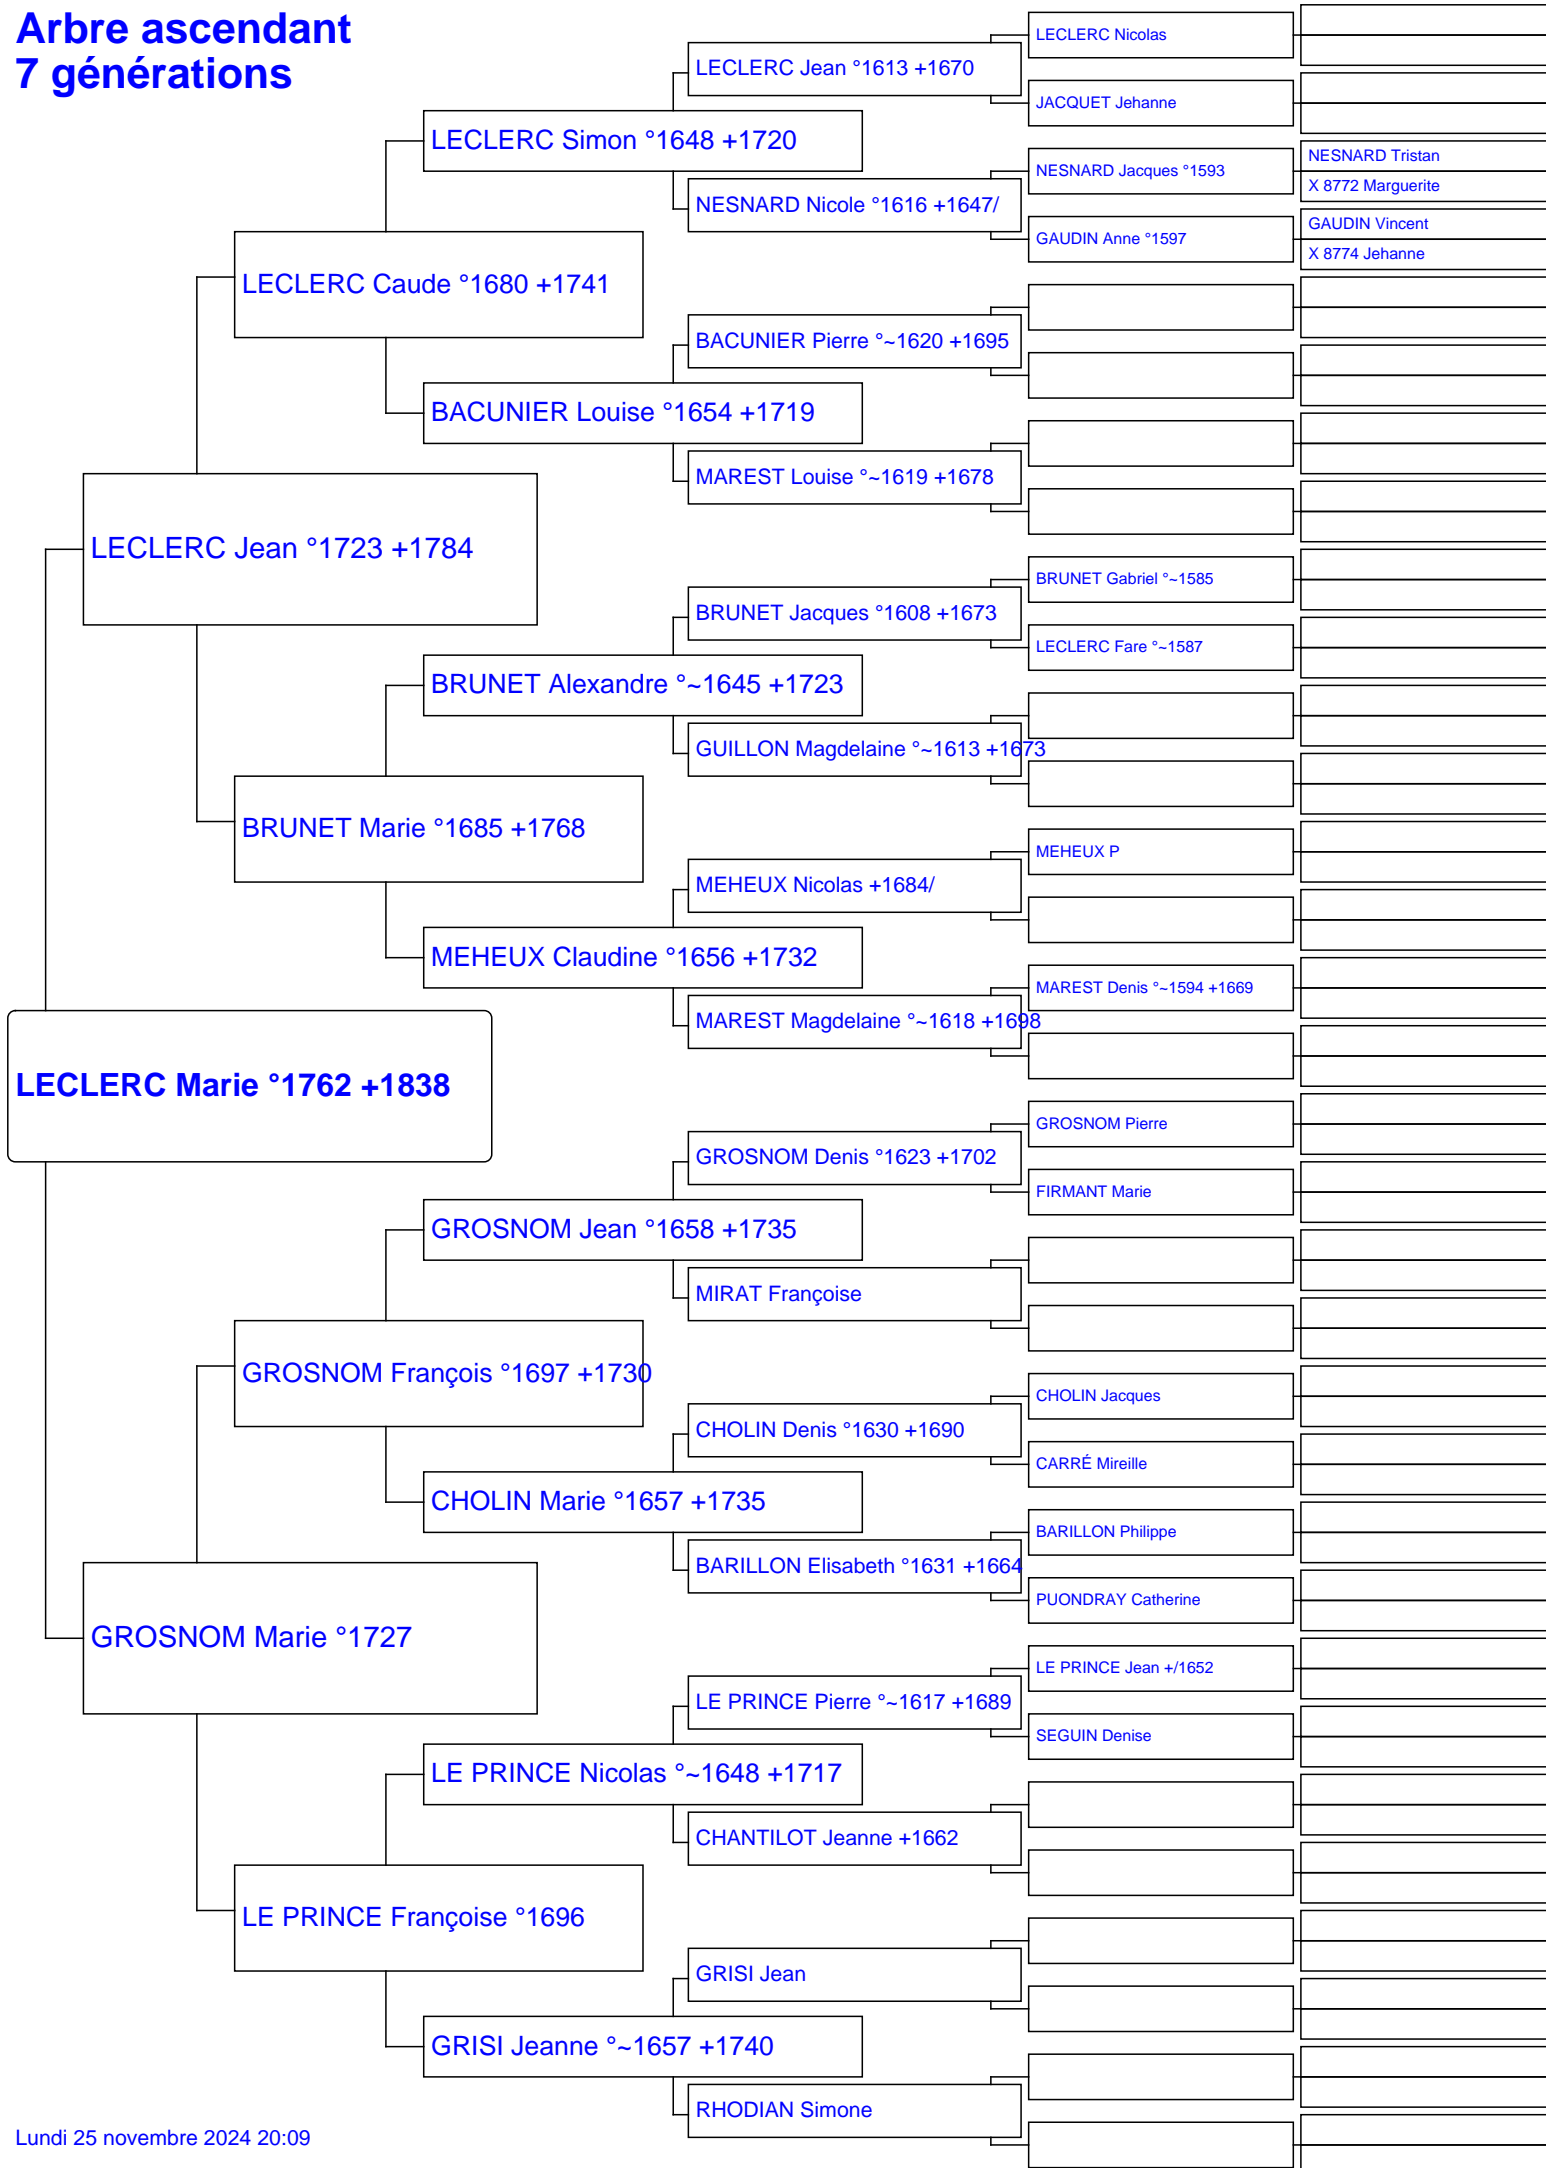 Arbre ascendant
7 générations
LECLERC Nicolas
LECLERC Jean °1613 +1670
JACQUET Jehanne
LECLERC Simon °1648 +1720
NESNARD Tristan
NESNARD Jacques °1593
X 8772 Marguerite
NESNARD Nicole °1616 +1647/
GAUDIN Vincent
GAUDIN Anne °1597
X 8774 Jehanne
LECLERC Caude °1680 +1741
BACUNIER Pierre °~1620 +1695
BACUNIER Louise °1654 +1719
MAREST Louise °~1619 +1678
LECLERC Jean °1723 +1784
BRUNET Gabriel °~1585
BRUNET Jacques °1608 +1673
LECLERC Fare °~1587
BRUNET Alexandre °~1645 +1723
GUILLON Magdelaine °~1613 +1673
BRUNET Marie °1685 +1768
MEHEUX P
MEHEUX Nicolas +1684/
MEHEUX Claudine °1656 +1732
MAREST Denis °~1594 +1669
MAREST Magdelaine °~1618 +1698
LECLERC Marie °1762 +1838
GROSNOM Pierre
GROSNOM Denis °1623 +1702
FIRMANT Marie
GROSNOM Jean °1658 +1735
MIRAT Françoise
GROSNOM François °1697 +1730
CHOLIN Jacques
CHOLIN Denis °1630 +1690
CARRÉ Mireille
CHOLIN Marie °1657 +1735
BARILLON Philippe
BARILLON Elisabeth °1631 +1664
PUONDRAY Catherine
GROSNOM Marie °1727
LE PRINCE Jean +/1652
LE PRINCE Pierre °~1617 +1689
SEGUIN Denise
LE PRINCE Nicolas °~1648 +1717
CHANTILOT Jeanne +1662
LE PRINCE Françoise °1696
GRISI Jean
GRISI Jeanne °~1657 +1740
RHODIAN Simone
Lundi 25 novembre 2024 20:09